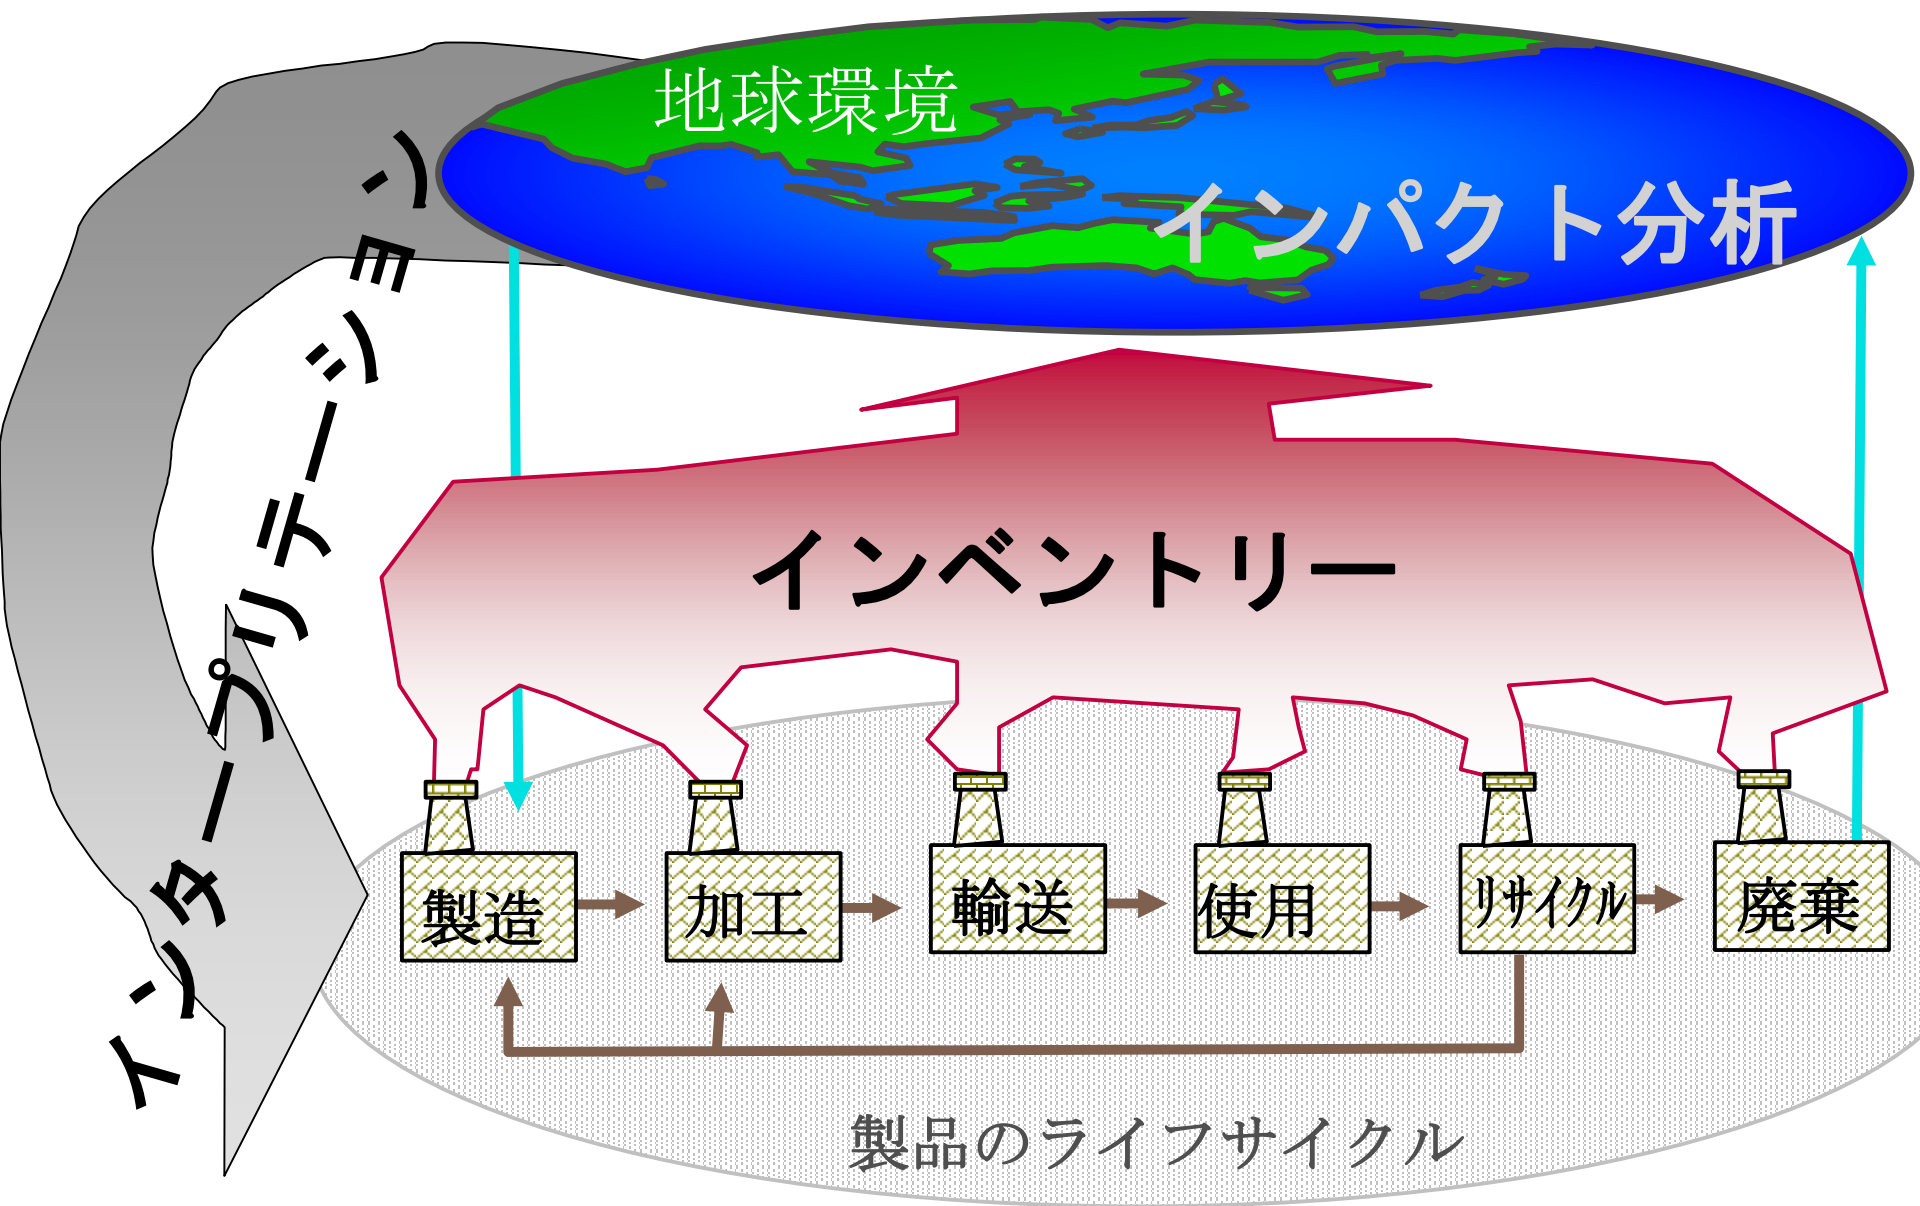 地球環境
インパクト分析
インタープリテーション
インベントリー
製造
加工
輸送
使用
リサイクル
廃棄
製品のライフサイクル